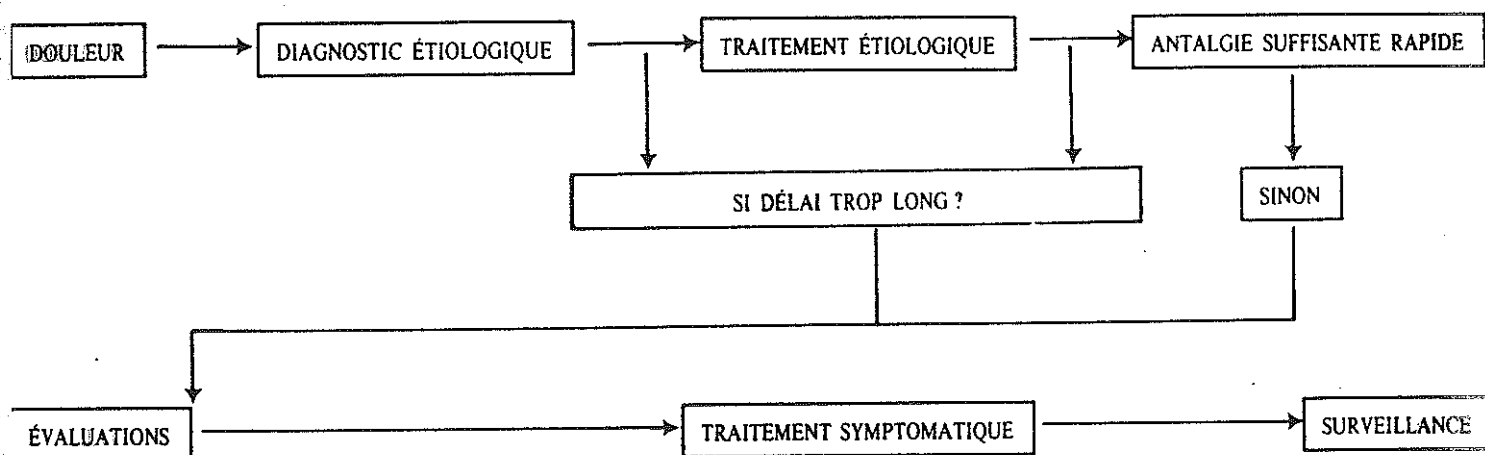 DOULEUR
DIAGNOSTIC ÉTIOLOGIQUE
TRAITEMENT ÉTIOLOGIQUE
ANTALGIE SUFFISANTE RAPIDE
SI DÉLAI TROP LONG ?
SINON
ÉVALUATIONS
TRAITEMENT SYMPTOMATIQUE
SURVEILLANCE